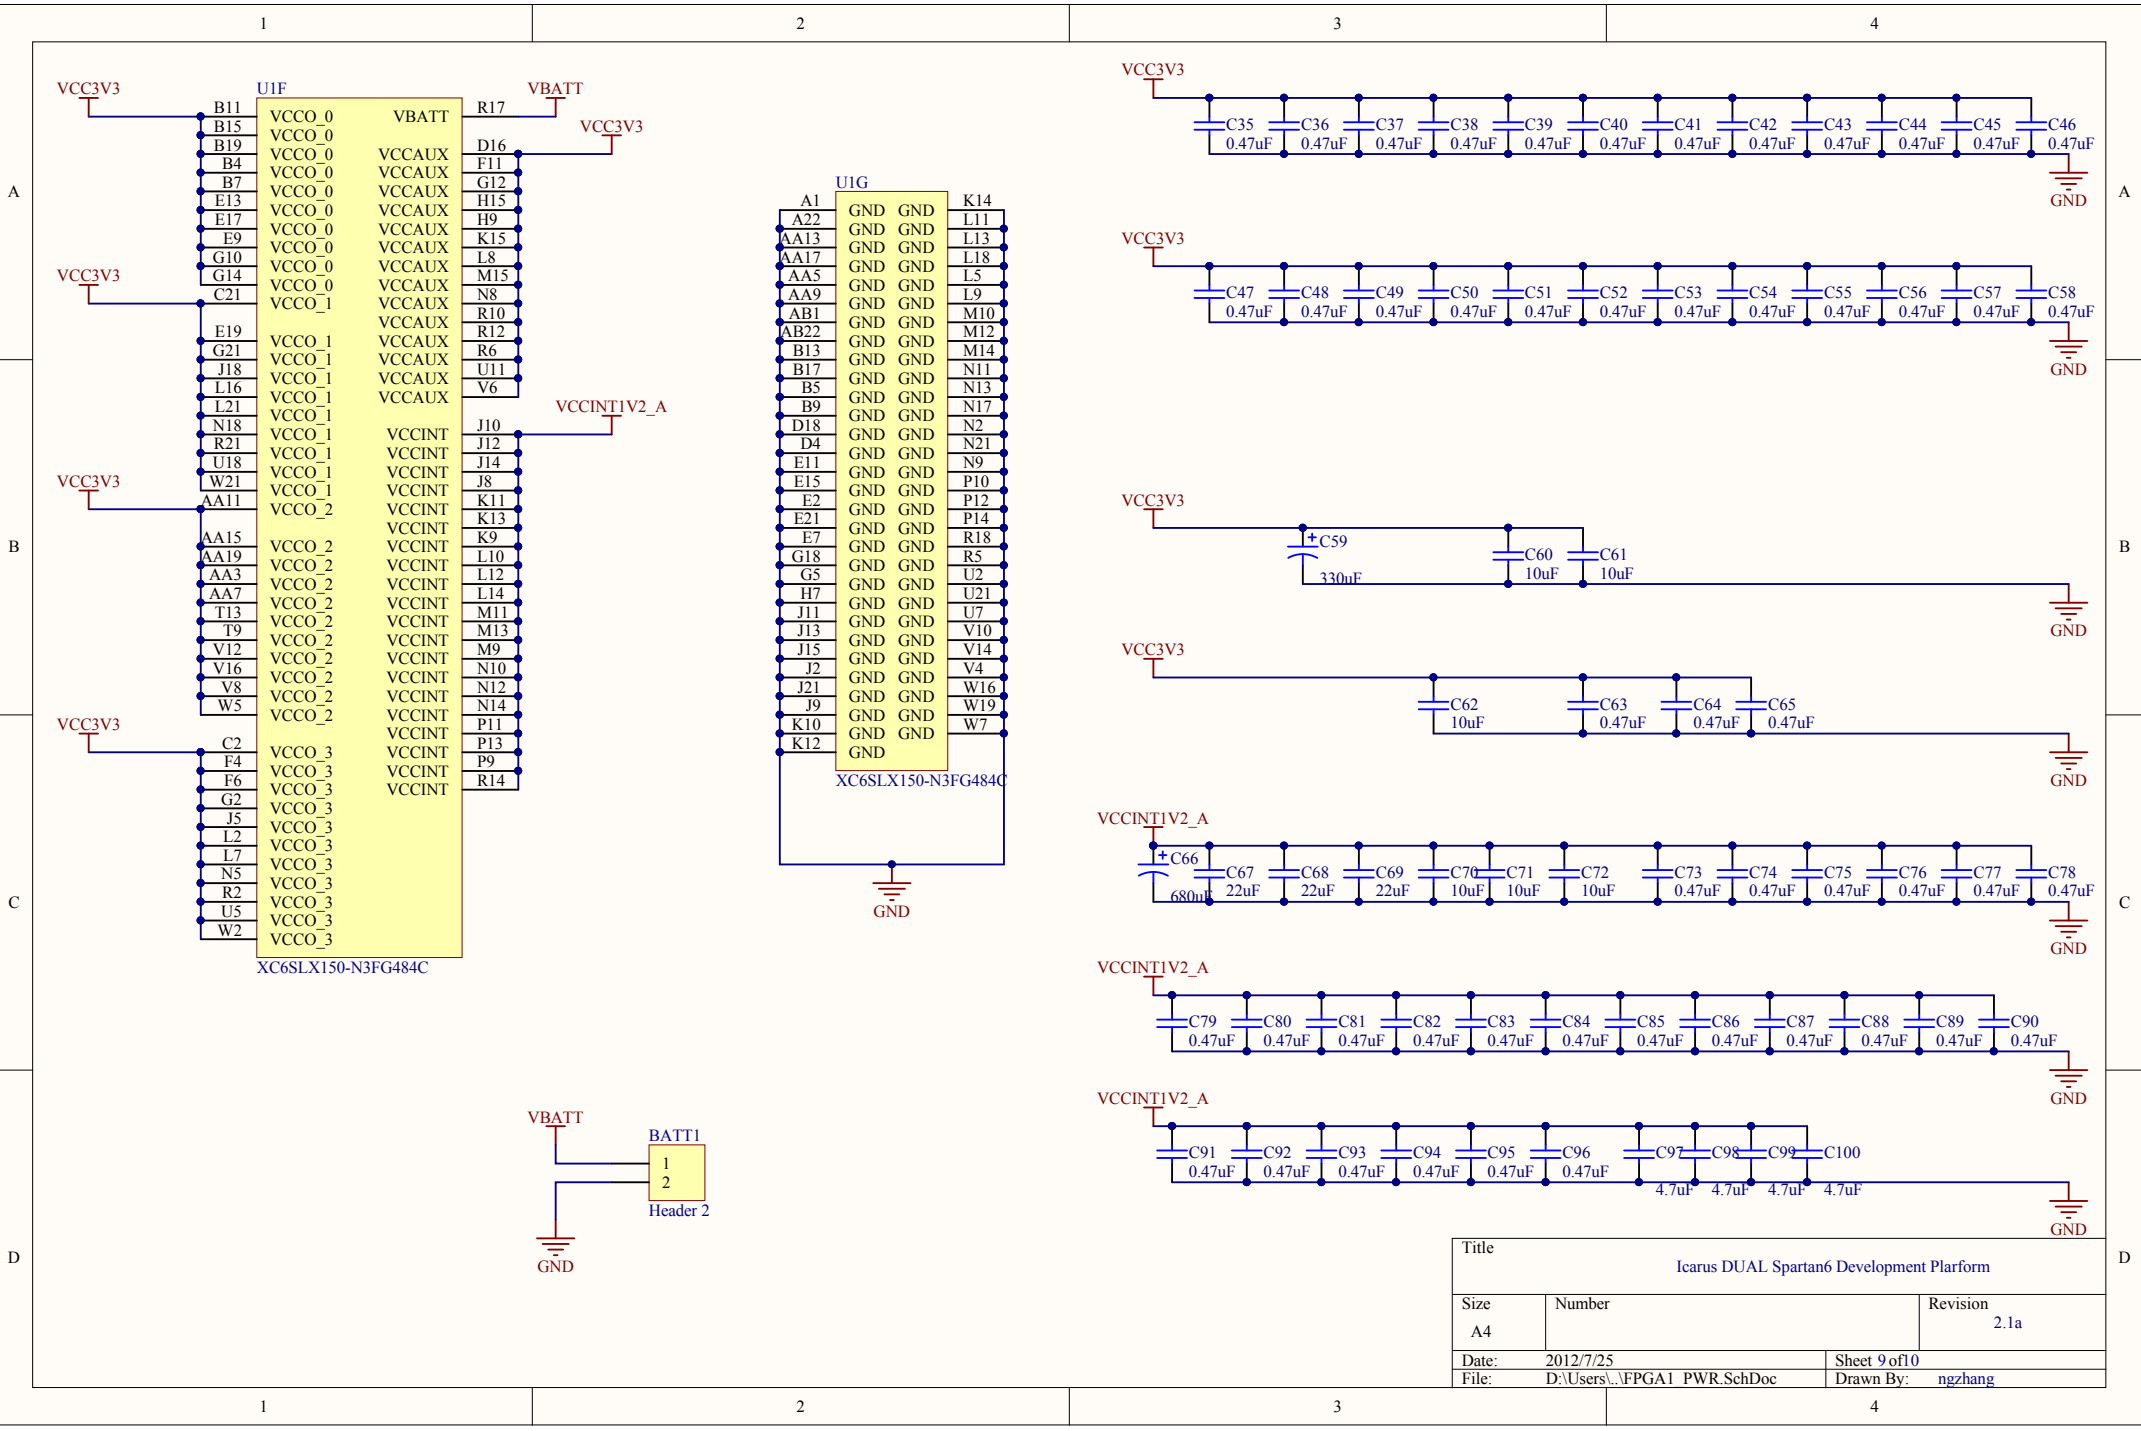 1 2 3 4
A
B
C
D
VCC3V3
VCC3V3
VCC3V3
VCC3V3
U1F
B11 VCCO_0
B15 VCCO_0
B19 VCCO_0
B4 VCCO_0
B7 VCCO_0
E13 VCCO_0
E17 VCCO_0
E9 VCCO_0
G10 VCCO_0
G14 VCCO_0
C21 VCCO_1
E19 VCCO_1
G21 VCCO_1
J18 VCCO_1
L16 VCCO_1
L21 VCCO_1
N18 VCCO_1
R21 VCCO_1
U18 VCCO_1
W21 VCCO_1
AA11 VCCO_2
AA15 VCCO_2
AA19 VCCO_2
AA3 VCCO_2
AA7 VCCO_2
T13 VCCO_2
T9 VCCO_2
V12 VCCO_2
V16 VCCO_2
V8 VCCO_2
W5 VCCO_2
C2 VCCO_3
F4 VCCO_3
F6 VCCO_3
G2 VCCO_3
J5 VCCO_3
L2 VCCO_3
L7 VCCO_3
N5 VCCO_3
R2 VCCO_3
U5 VCCO_3
W2 VCCO_3
VBATT R17 VBATT
VCC3V3
VCCAUX D16
VCCAUX F11
VCCAUX G12
VCCAUX H15
VCCAUX H9
VCCAUX K15
VCCAUX L8
VCCAUX M15
VCCAUX N8
VCCAUX R10
VCCAUX R12
VCCAUX R6
VCCAUX U11
VCCAUX V6
VCCINT1V2_A
VCCINT J10
VCCINT J12
VCCINT J14
VCCINT J8
VCCINT K11
VCCINT K13
VCCINT K9
VCCINT L10
VCCINT L12
VCCINT L14
VCCINT M11
VCCINT M13
VCCINT M9
VCCINT N10
VCCINT N12
VCCINT N14
VCCINT P11
VCCINT P13
VCCINT P9
VCCINT R14
XC6SLX150-N3FG484C
U1G
A1 GND GND K14
A22 GND GND L11
AA13 GND GND L13
AA17 GND GND L18
AA5 GND GND L5
AA9 GND GND L9
AB1 GND GND M10
AB22 GND GND M12
B13 GND GND M14
B17 GND GND N11
B5 GND GND N13
B9 GND GND N17
D18 GND GND N2
D4 GND GND N21
E11 GND GND N9
E15 GND GND P10
E2 GND GND P12
E21 GND GND P14
E7 GND GND R18
G18 GND GND R5
G5 GND GND U2
H7 GND GND U21
J11 GND GND U7
J13 GND GND V10
J15 GND GND V14
J2 GND GND V4
J21 GND GND W16
J9 GND GND W19
K10 GND GND W7
K12 GND
XC6SLX150-N3FG484C
GND
VBATT
BATT1
1
2
Header 2
GND
VCC3V3
C35 C36 C37 C38 C39 C40 C41 C42 C43 C44 C45 C46
0.47uF 0.47uF 0.47uF 0.47uF 0.47uF 0.47uF 0.47uF 0.47uF 0.47uF 0.47uF 0.47uF 0.47uF
GND
VCC3V3
C47 C48 C49 C50 C51 C52 C53 C54 C55 C56 C57 C58
0.47uF 0.47uF 0.47uF 0.47uF 0.47uF 0.47uF 0.47uF 0.47uF 0.47uF 0.47uF 0.47uF 0.47uF
GND
VCC3V3
+ C59 C60 C61
330uF 10uF 10uF
GND
VCC3V3
C62 C63 C64 C65
10uF 0.47uF 0.47uF 0.47uF
GND
VCCINT1V2_A
+ C66 C67 C68 C69 C70 C71 C72 C73 C74 C75 C76 C77 C78
680uF 22uF 22uF 22uF 10uF 10uF 10uF 0.47uF 0.47uF 0.47uF 0.47uF 0.47uF 0.47uF
GND
VCCINT1V2_A
C79 C80 C81 C82 C83 C84 C85 C86 C87 C88 C89 C90
0.47uF 0.47uF 0.47uF 0.47uF 0.47uF 0.47uF 0.47uF 0.47uF 0.47uF 0.47uF 0.47uF 0.47uF
GND
VCCINT1V2_A
C91 C92 C93 C94 C95 C96 C97 C98 C99 C100
0.47uF 0.47uF 0.47uF 0.47uF 0.47uF 0.47uF 4.7uF 4.7uF 4.7uF 4.7uF
GND
A
B
C
D
Title
Icarus DUAL Spartan6 Development Plarform
Size Number Revision
A4 2.1a
Date: 2012/7/25 Sheet 9 of10
File: D:\Users\..\FPGA1_PWR.SchDoc Drawn By: ngzhang
1 2 3 4